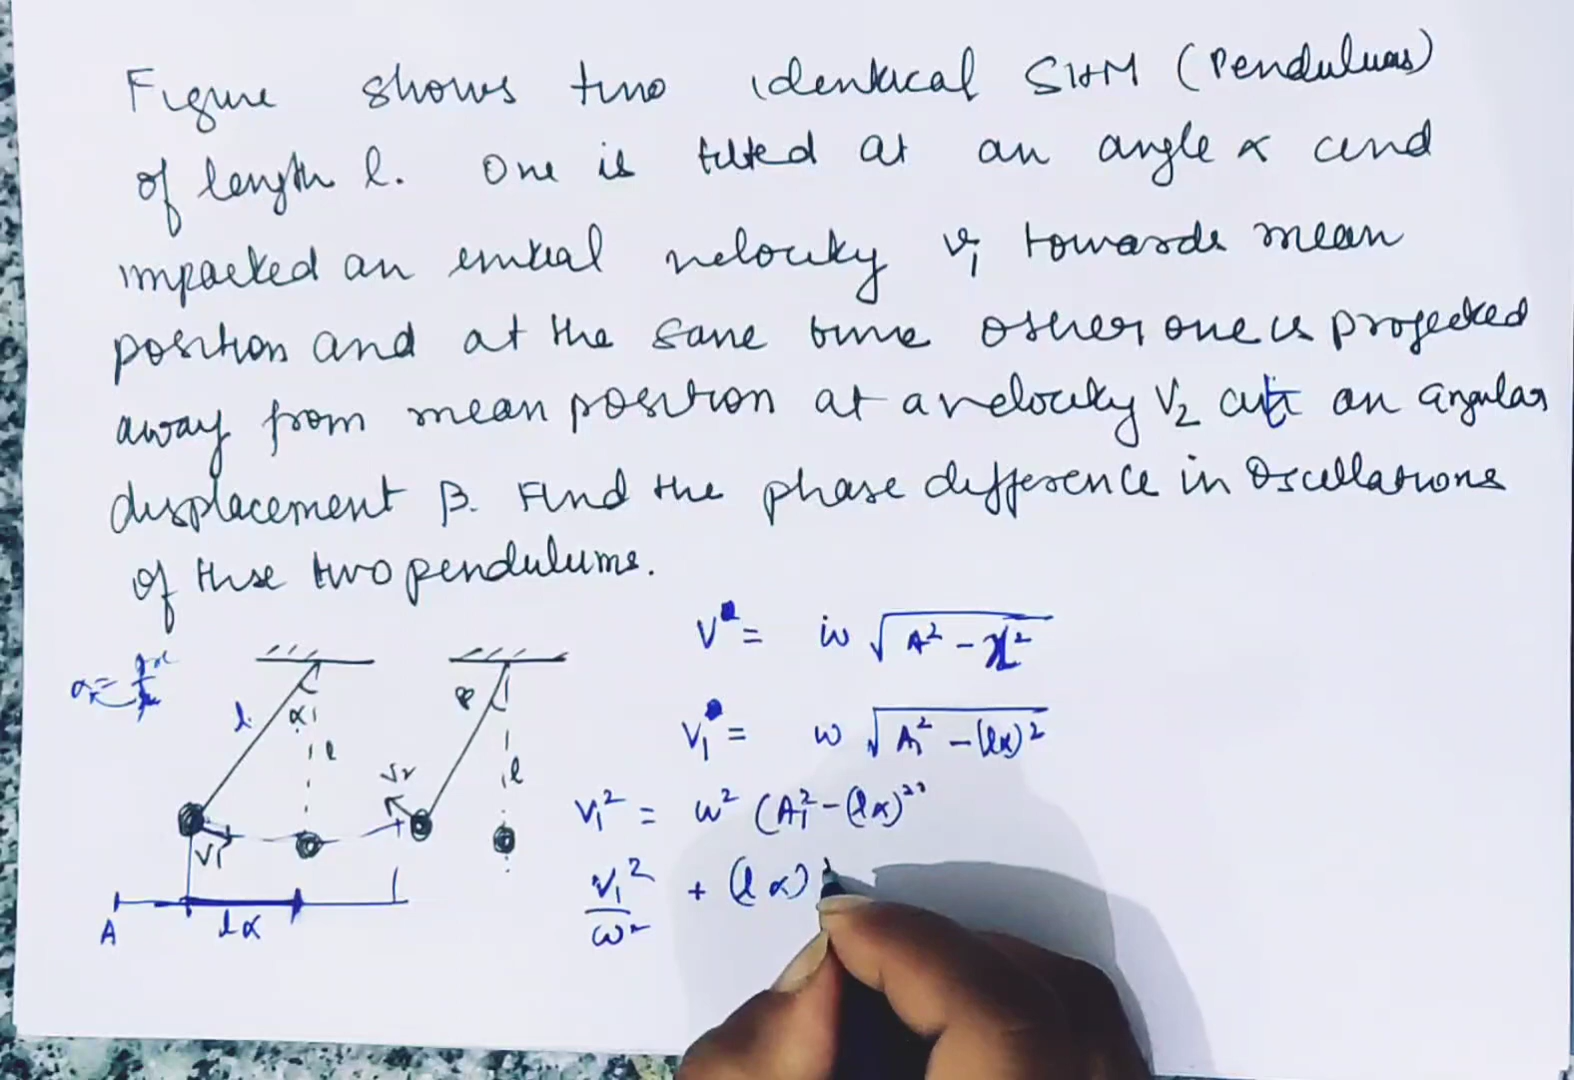 Figure shows two identical SHM (Pendulums)
of length l. One is tilted at an angle α and
imparted an initial velocity v₁ towards mean
position and at the same time other one is projected
away from mean position at a velocity V₂ at an angular
displacement β. Find the phase difference in Oscillations
of thse two pendulums.
V = ω √(A² - x²)
V₁ = ω √(A₁² - (lα)²)
V₁² = ω² (A₁² - (lα)²)
V₁²/ω² + (lα)
α =
l
α
l
V₁
β
l
A
lα